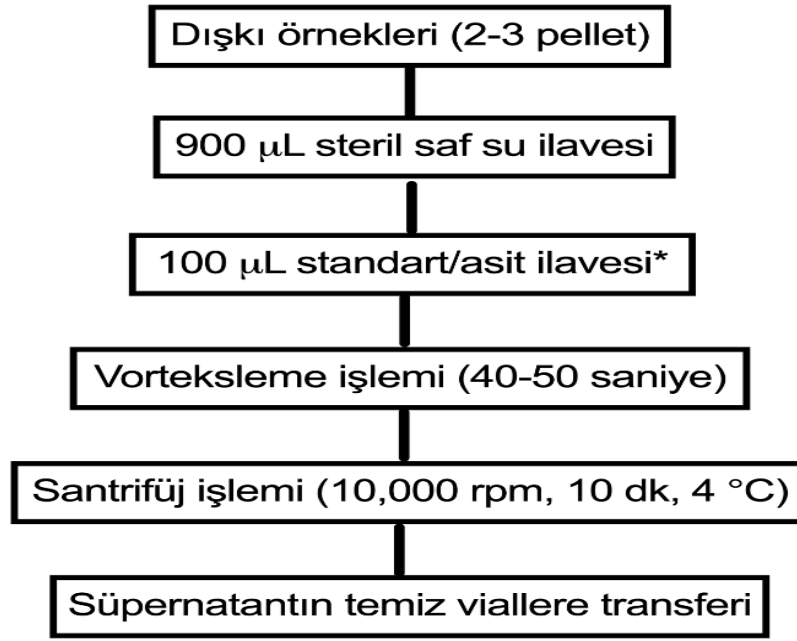 Dışkı örnekleri (2-3 pellet)
900 µL steril saf su ilavesi
100 µL standart/asit ilavesi*
Vorteksleme işlemi (40-50 saniye)
Santrifüj işlemi (10,000 rpm, 10 dk, 4 °C)
Süpernatantın temiz viallere transferi